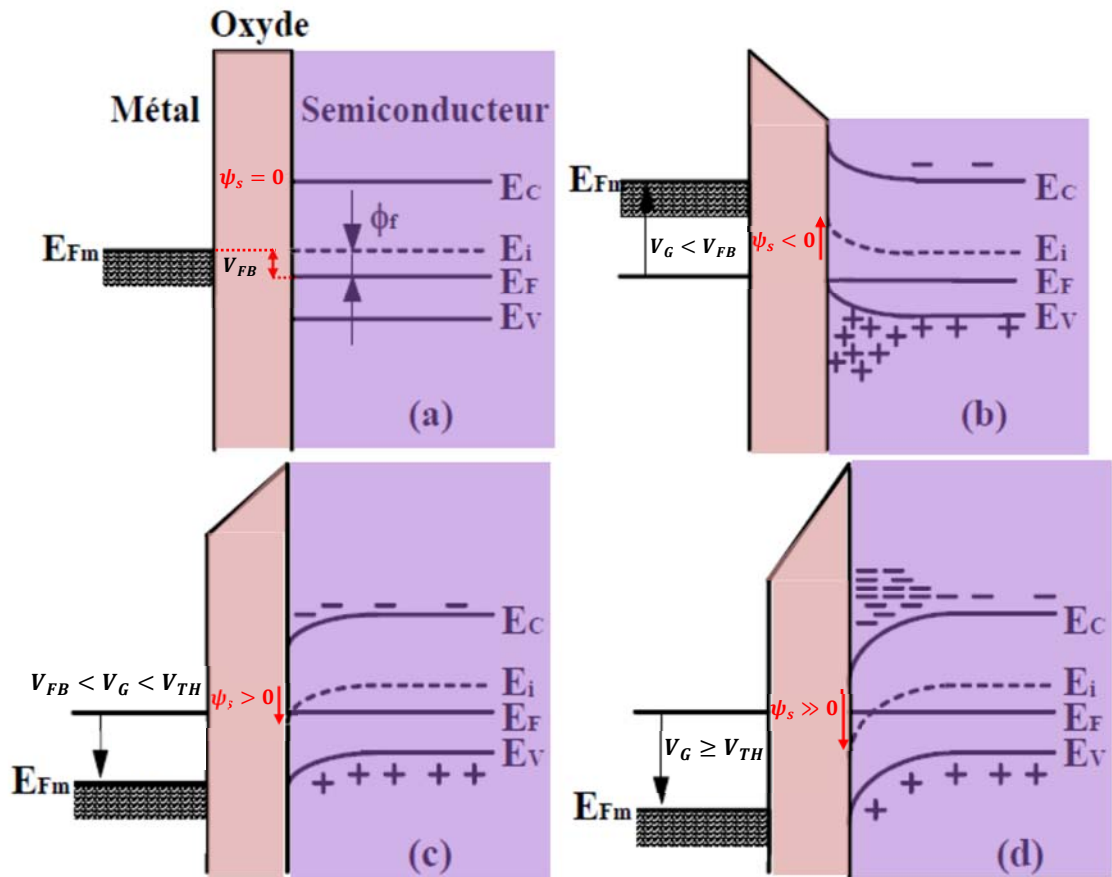 Oxyde
Métal
Semiconducteur
ψs = 0
EC
ϕf
EFm
VFB
Ei
EF
EV
(a)
EFm
VG < VFB
ψs < 0
EC
Ei
EF
EV
(b)
VFB < VG < VTH
ψs > 0
EC
Ei
EF
EV
EFm
(c)
ψs ≫ 0
EC
Ei
EF
VG ≥ VTH
EV
EFm
(d)